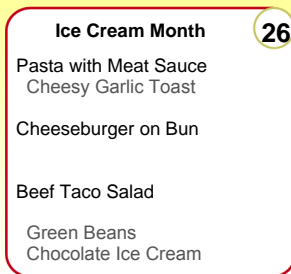 Ice Cream Month
26
Pasta with Meat Sauce
Cheesy Garlic Toast
Cheeseburger on Bun
Beef Taco Salad
Green Beans
Chocolate Ice Cream